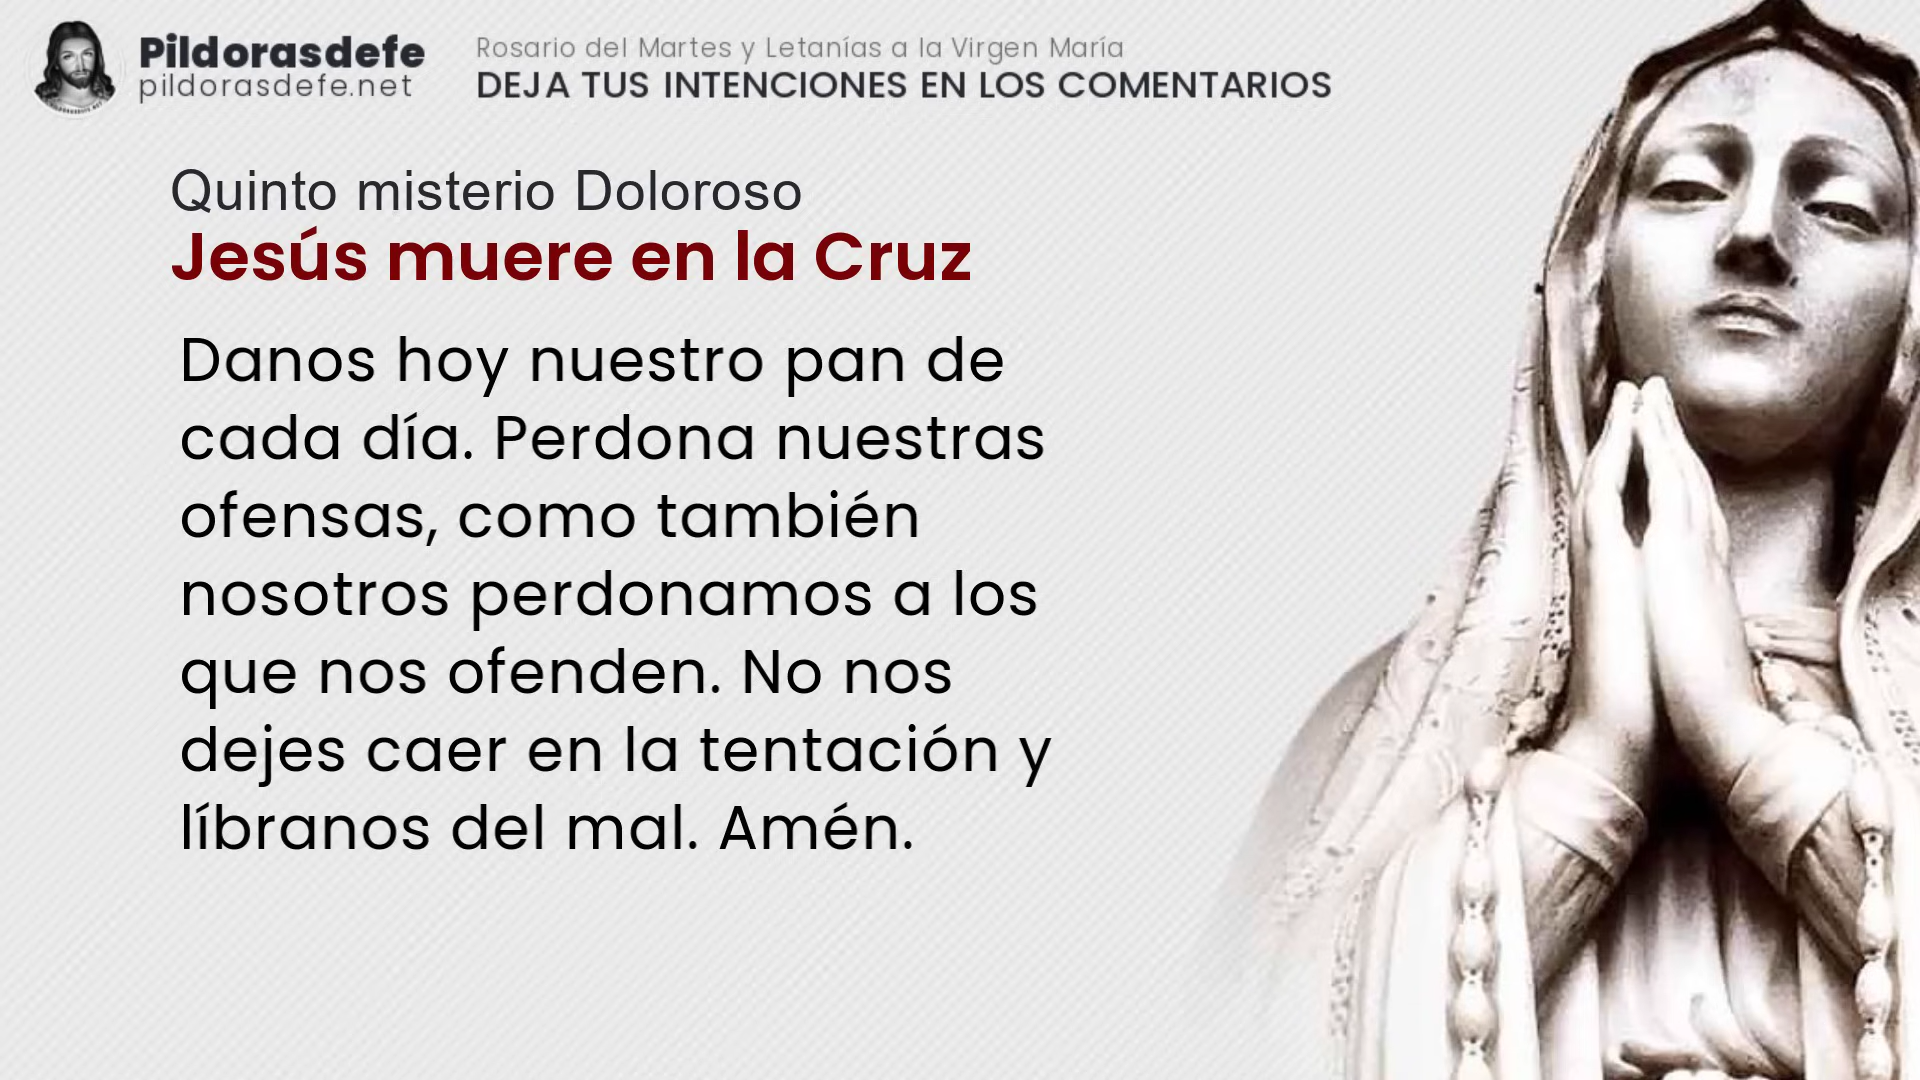 Pildorasdefe
pildorasdefe.net
Rosario del Martes y Letanías a la Virgen María
DEJA TUS INTENCIONES EN LOS COMENTARIOS
Quinto misterio Doloroso
Jesús muere en la Cruz
Danos hoy nuestro pan de
cada día. Perdona nuestras
ofensas, como también
nosotros perdonamos a los
que nos ofenden. No nos
dejes caer en la tentación y
líbranos del mal. Amén.